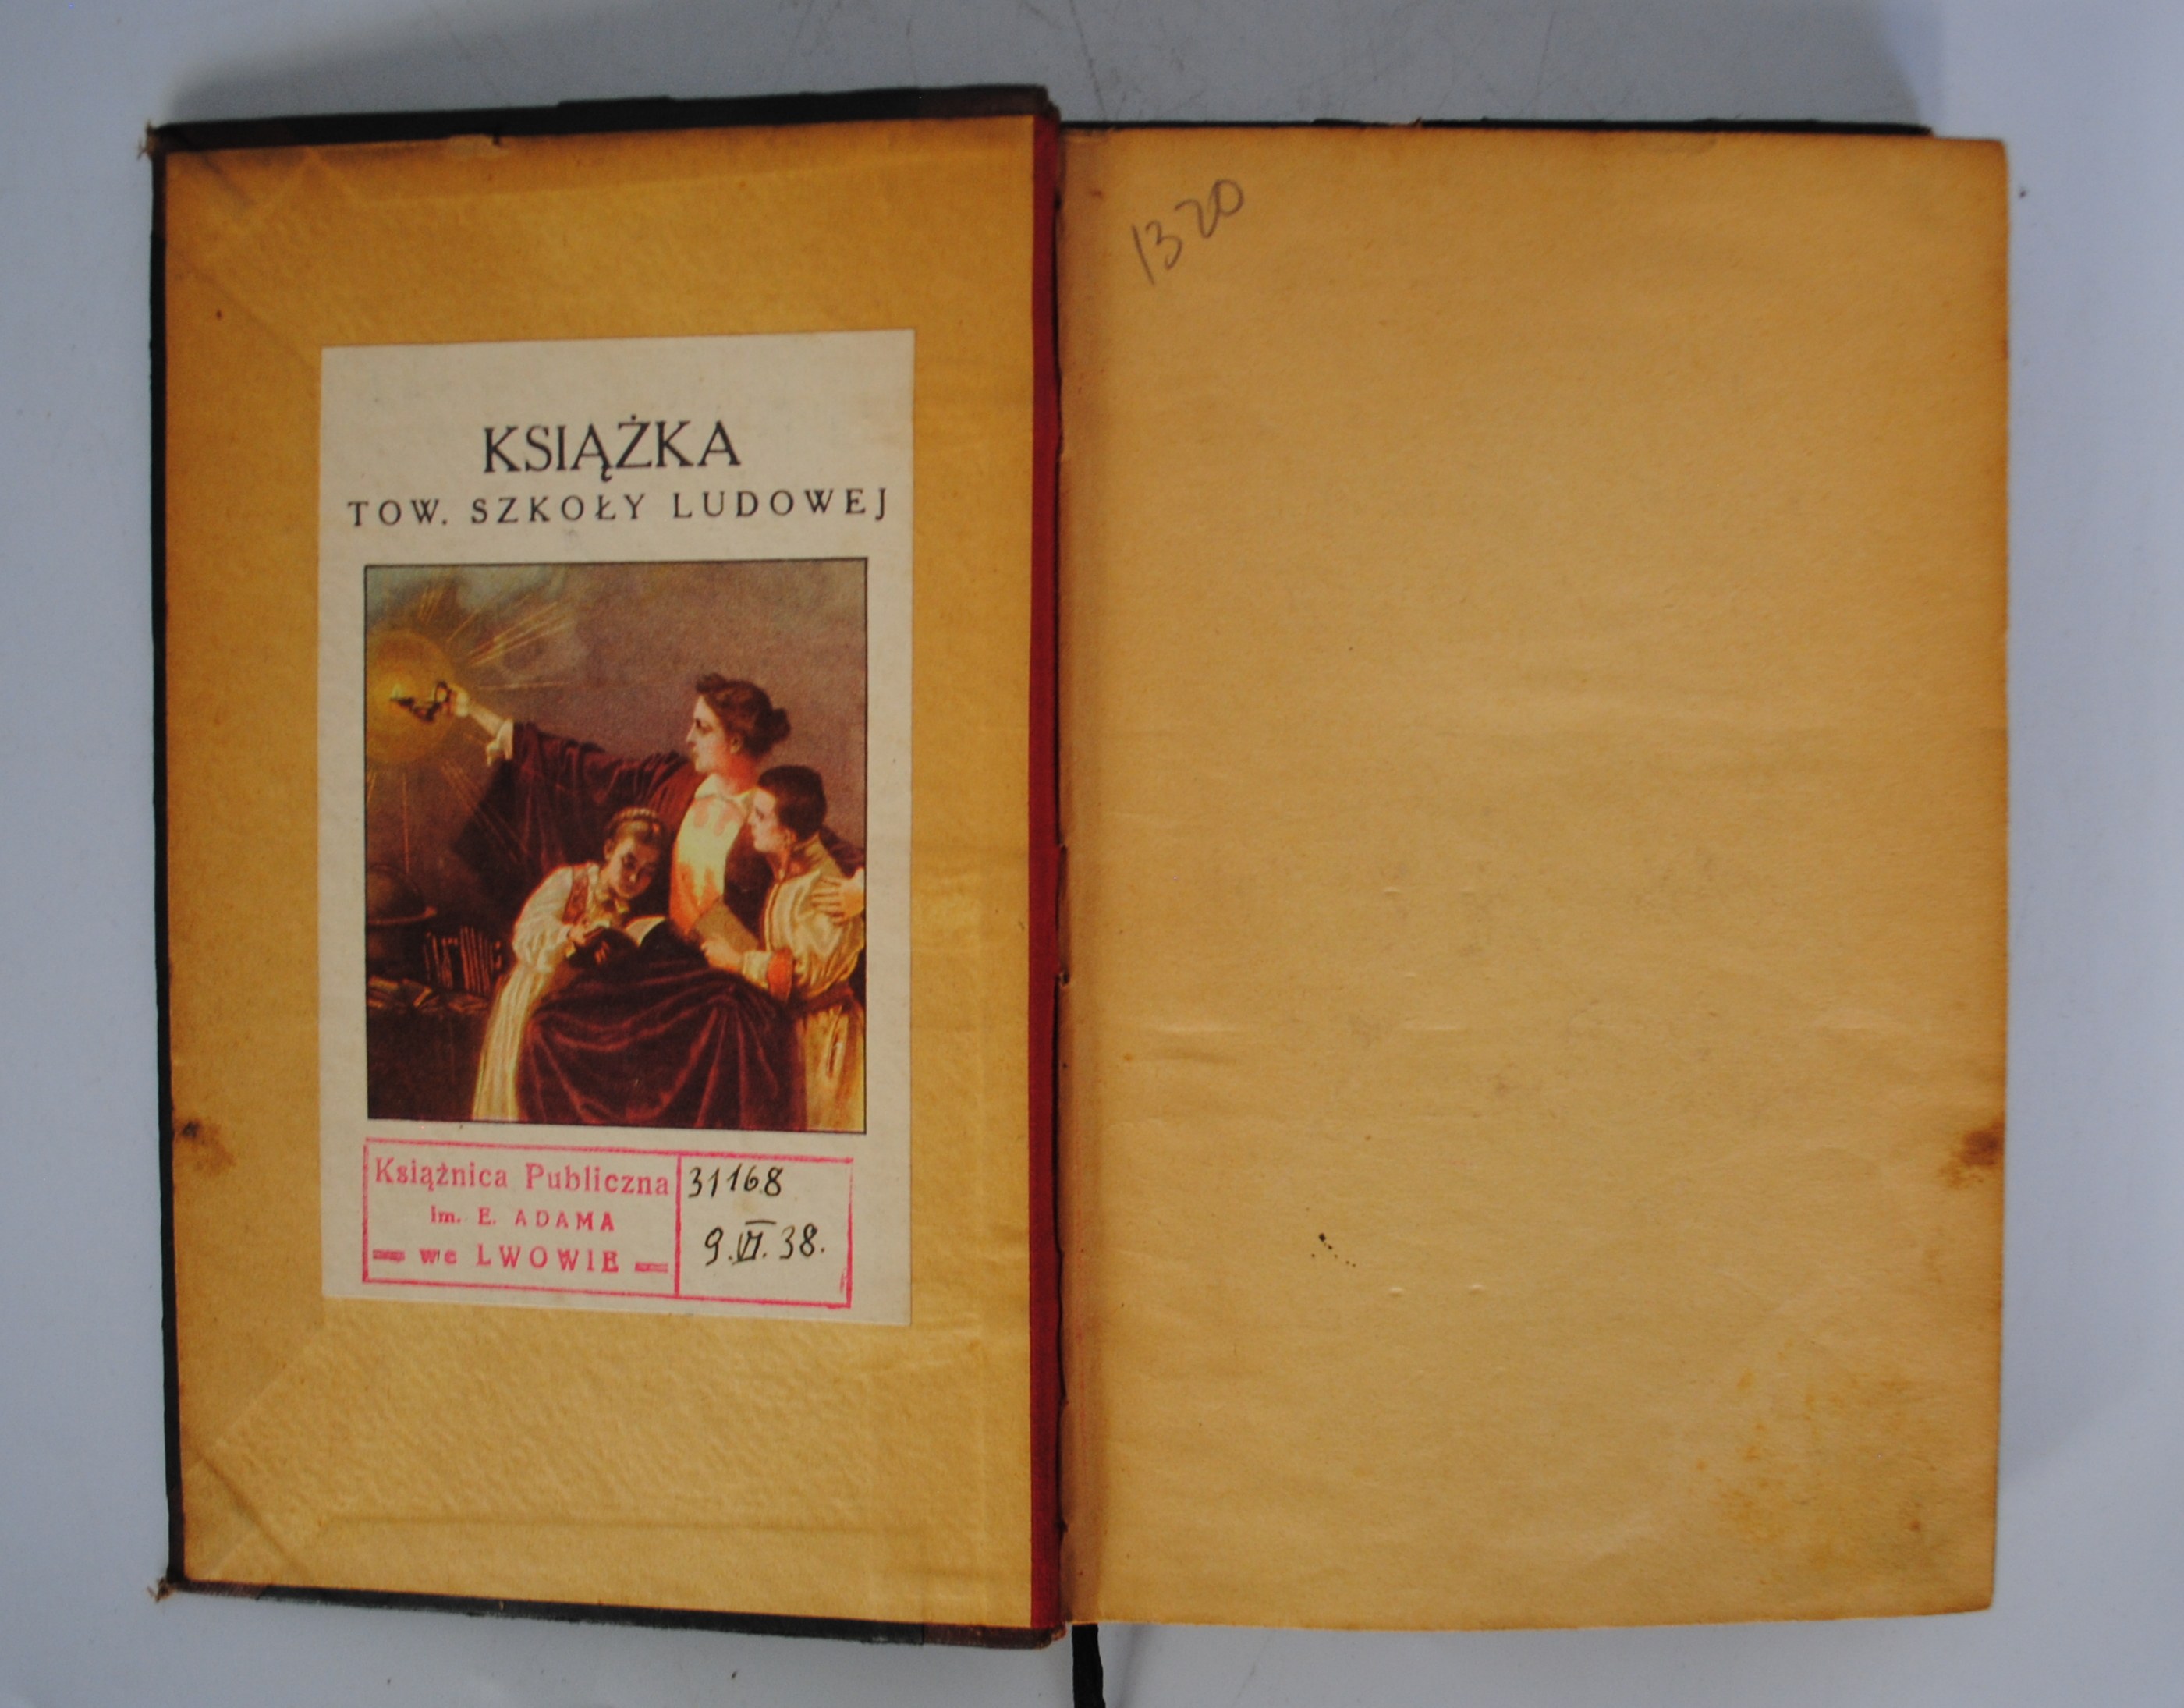 KSIĄŻKA
TOW. SZKOŁY LUDOWEJ
Książnica Publiczna
im. E. ADAMA
we LWOWIE
31168
9.VI.38.
1320